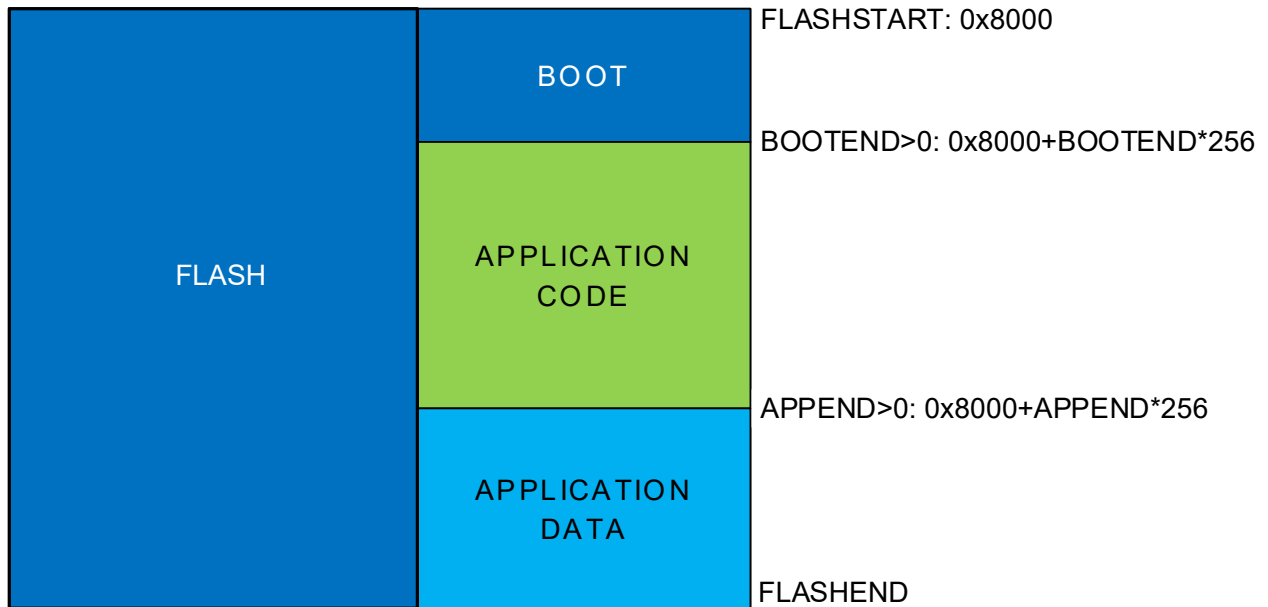 FLASHSTART: 0x8000
BOOT
BOOTEND>0: 0x8000+BOOTEND*256
FLASH
APPLICATION
CODE
APPEND>0: 0x8000+APPEND*256
APPLICATION
DATA
FLASHEND